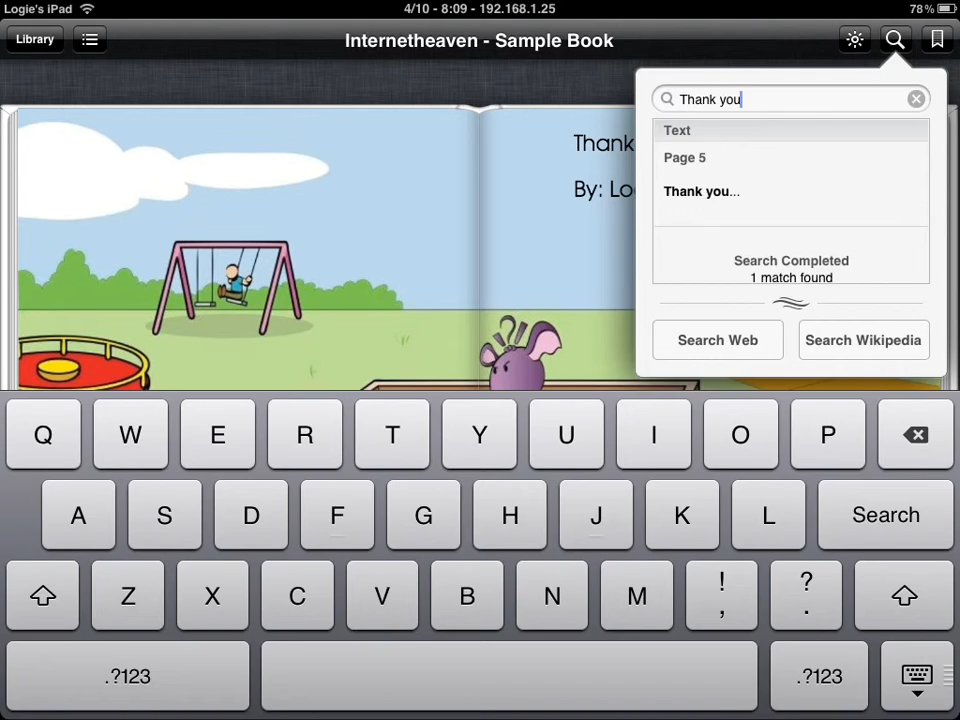 Logie's iPad 4/10 - 8:09 - 192.168.1.25 78%
Library Internetheaven - Sample Book
Thank you
Text
Page 5
Thank you...
Search Completed
1 match found
Search Web Search Wikipedia
Thank
By:
!?
Q W E R T Y U I O P
A S D F G H J K L Search
Z X C V B N M ! , ? .
.?123 .?123